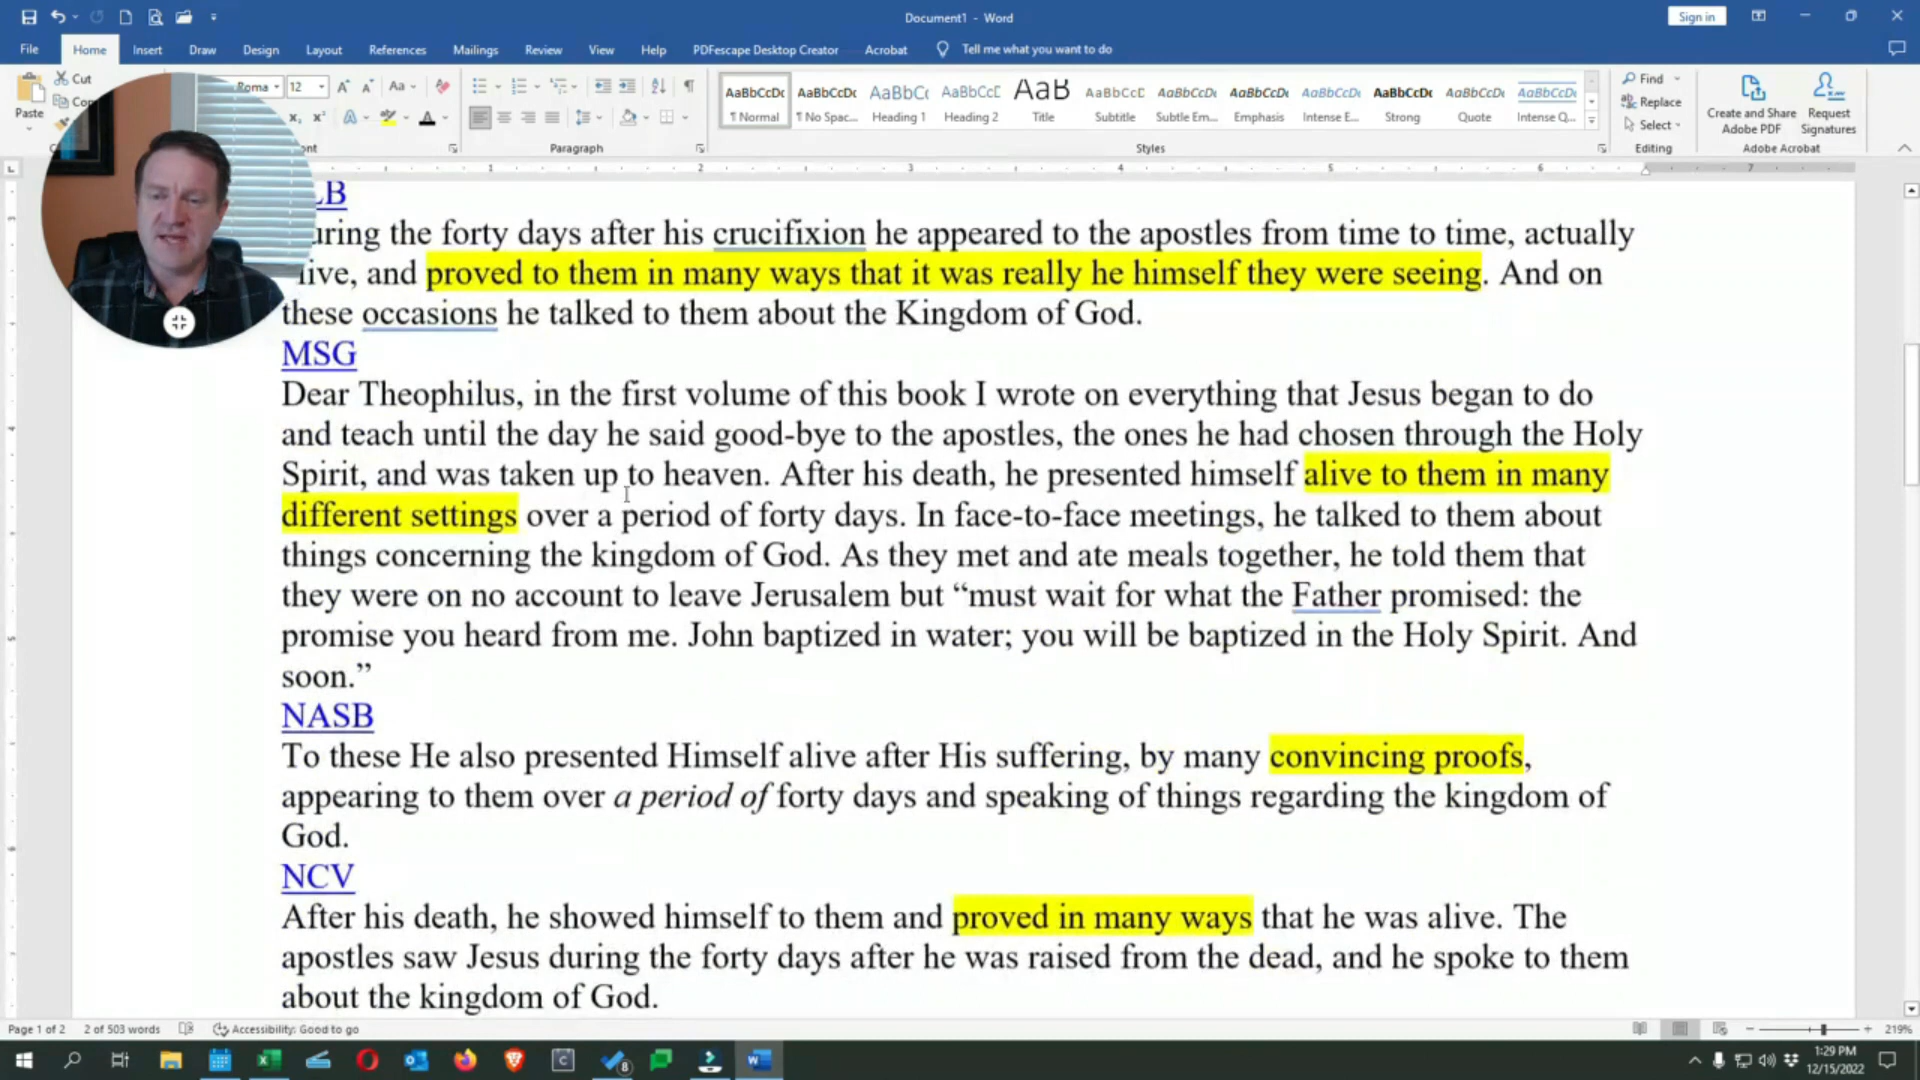 Document1 - Word
Sign in
File Home Insert Draw Design Layout References Mailings Review View Help PDFescape Desktop Creator Acrobat Tell me what you want to do
Paste
Cut
Roma 12
Aa
Paragraph
AaBbCcDc
¶ Normal
AaBbCcDc
¶ No Spac...
AaBbCc
Heading 1
AaBbCcC
Heading 2
AaB
Title
AaBbCcC
Subtitle
AaBbCcDc
Subtle Em...
AaBbCcDc
Emphasis
AaBbCcDc
Intense E...
AaBbCcDc
Strong
AaBbCcDc
Quote
AaBbCcDc
Intense Q...
Styles
Find
Replace
Select
Editing
Create and Share
Adobe PDF
Request
Signatures
Adobe Acrobat
1 2 3 4 5 6 7
LB
uring the forty days after his crucifixion he appeared to the apostles from time to time, actually
live, and proved to them in many ways that it was really he himself they were seeing. And on
these occasions he talked to them about the Kingdom of God.
MSG
Dear Theophilus, in the first volume of this book I wrote on everything that Jesus began to do
and teach until the day he said good-bye to the apostles, the ones he had chosen through the Holy
Spirit, and was taken up to heaven. After his death, he presented himself alive to them in many
different settings over a period of forty days. In face-to-face meetings, he talked to them about
things concerning the kingdom of God. As they met and ate meals together, he told them that
they were on no account to leave Jerusalem but “must wait for what the Father promised: the
promise you heard from me. John baptized in water; you will be baptized in the Holy Spirit. And
soon.”
NASB
To these He also presented Himself alive after His suffering, by many convincing proofs,
appearing to them over a period of forty days and speaking of things regarding the kingdom of
God.
NCV
After his death, he showed himself to them and proved in many ways that he was alive. The
apostles saw Jesus during the forty days after he was raised from the dead, and he spoke to them
about the kingdom of God.
Page 1 of 2 2 of 503 words Accessibility: Good to go 219%
1:29 PM
12/15/2022